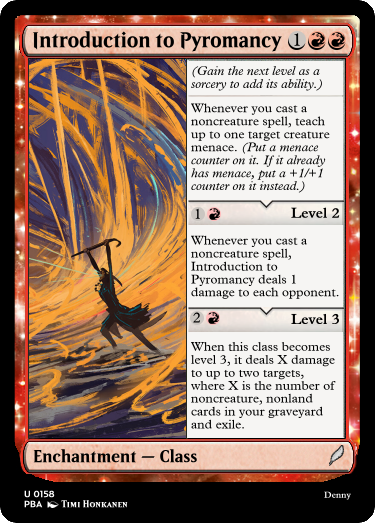 Introduction to Pyromancy 1
(Gain the next level as a
sorcery to add its ability.)
Whenever you cast a
noncreature spell, teach
up to one target creature
menace. (Put a menace
counter on it. If it already
has menace, put a +1/+1
counter on it instead.)
1 Level 2
Whenever you cast a
noncreature spell,
Introduction to
Pyromancy deals 1
damage to each opponent.
2 Level 3
When this class becomes
level 3, it deals X damage
to up to two targets,
where X is the number of
noncreature, nonland
cards in your graveyard
and exile.
Enchantment — Class
U 0158
PBA Timi Honkanen
Denny